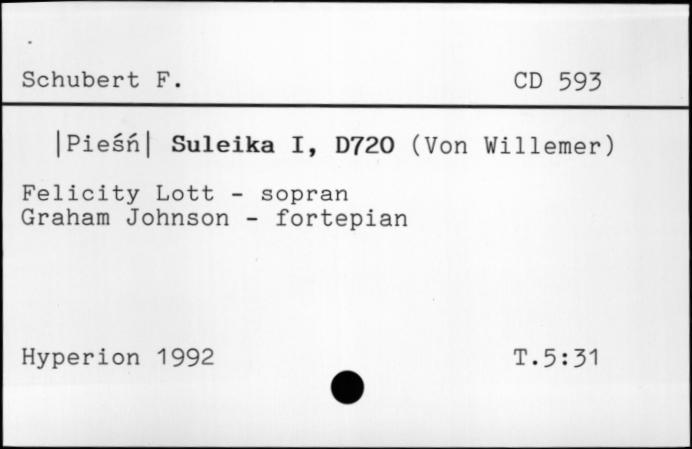 Schubert F. CD 593
|Pieśń| Suleika I, D720 (Von Willemer)
Felicity Lott - sopran
Graham Johnson - fortepian
Hyperion 1992 T.5:31